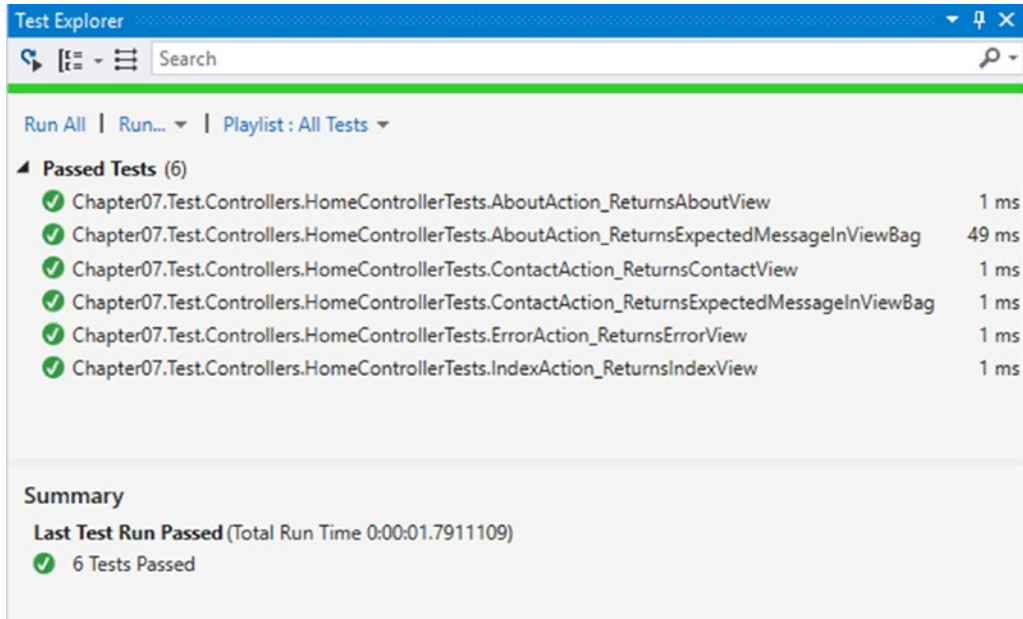 Test Explorer
Search
Run All | Run... | Playlist : All Tests
Passed Tests (6)
Chapter07.Test.Controllers.HomeControllerTests.AboutAction_ReturnsAboutView 1 ms
Chapter07.Test.Controllers.HomeControllerTests.AboutAction_ReturnsExpectedMessageInViewBag 49 ms
Chapter07.Test.Controllers.HomeControllerTests.ContactAction_ReturnsContactView 1 ms
Chapter07.Test.Controllers.HomeControllerTests.ContactAction_ReturnsExpectedMessageInViewBag 1 ms
Chapter07.Test.Controllers.HomeControllerTests.ErrorAction_ReturnsErrorView 1 ms
Chapter07.Test.Controllers.HomeControllerTests.IndexAction_ReturnsIndexView 1 ms
Summary
Last Test Run Passed (Total Run Time 0:00:01.7911109)
6 Tests Passed